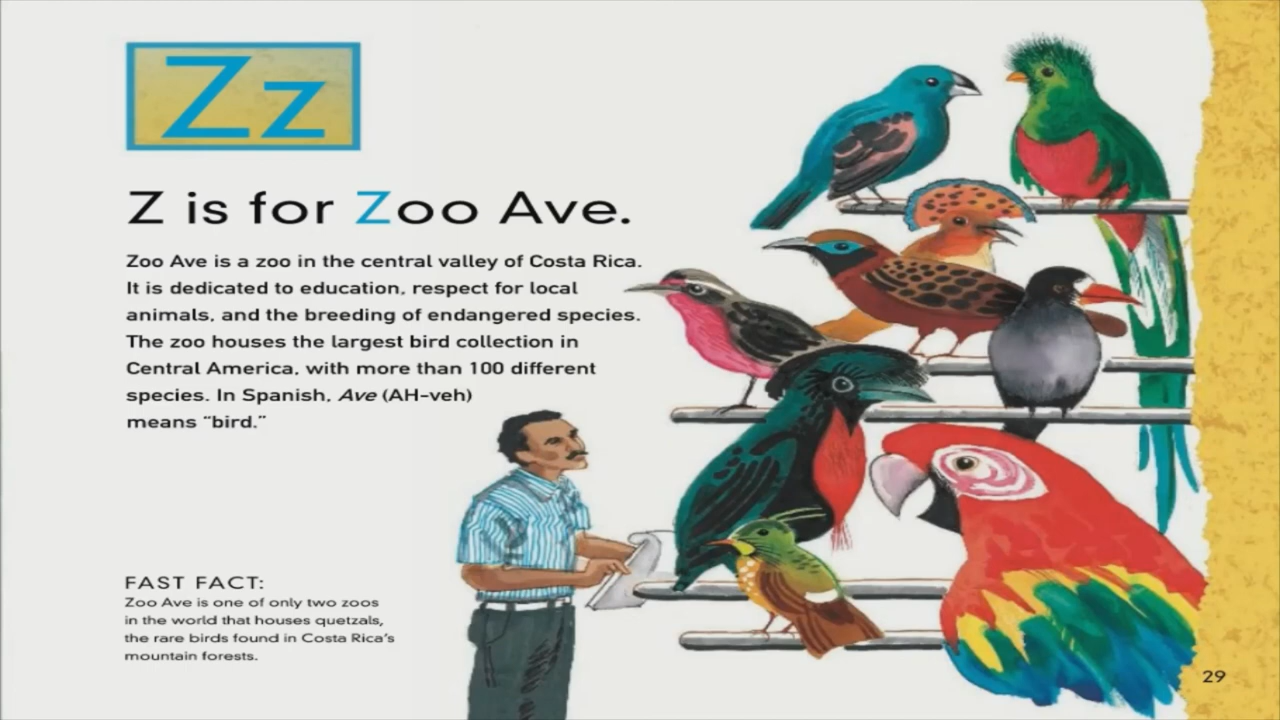 Zz
Z is for Zoo Ave.
Zoo Ave is a zoo in the central valley of Costa Rica.
It is dedicated to education, respect for local
animals, and the breeding of endangered species.
The zoo houses the largest bird collection in
Central America, with more than 100 different
species. In Spanish, Ave (AH-veh)
means “bird.”
FAST FACT:
Zoo Ave is one of only two zoos
in the world that houses quetzals,
the rare birds found in Costa Rica’s
mountain forests.
29